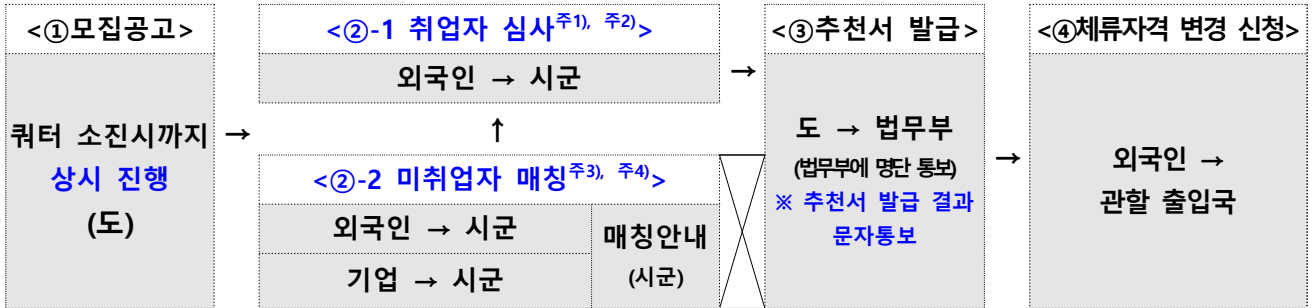 <①모집공고>
쿼터 소진시까지
상시 진행
(도)
→
<②-1 취업자 심사주1), 주2)>
외국인 → 시군
↑
<②-2 미취업자 매칭주3), 주4)>
외국인 → 시군
기업 → 시군
매칭안내
(시군)
→
<③추천서 발급>
도 → 법무부
(법무부에 명단 통보)
※ 추천서 발급 결과
문자통보
→
<④체류자격 변경 신청>
외국인 →
관할 출입국